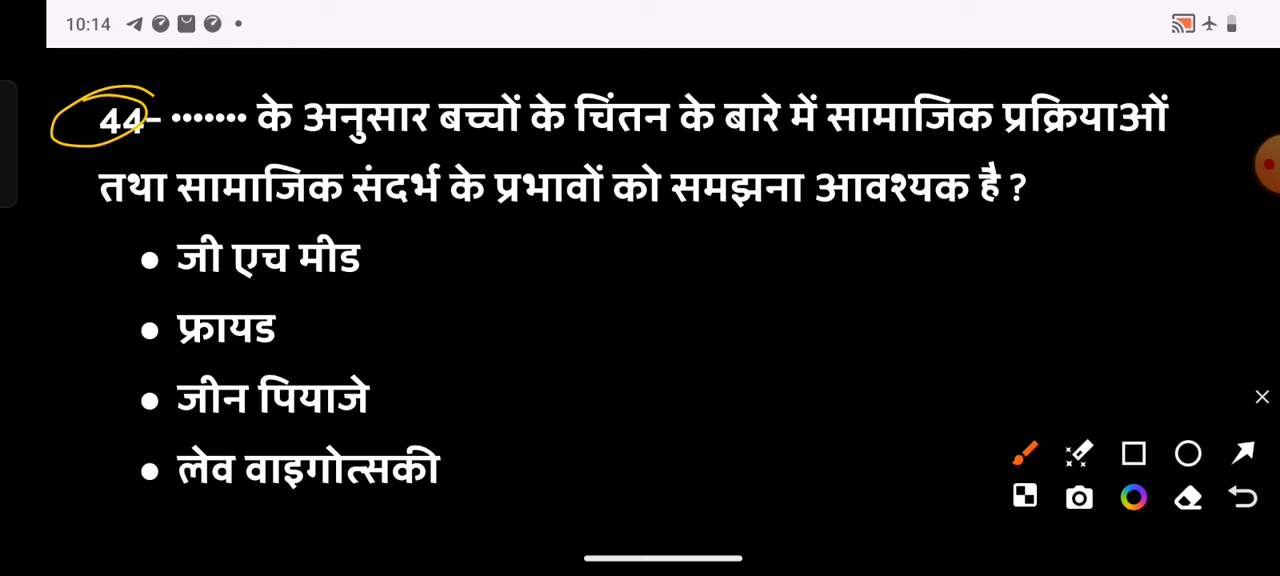 10:14
44- ······· के अनुसार बच्चों के चिंतन के बारे में सामाजिक प्रक्रियाओं
तथा सामाजिक संदर्भ के प्रभावों को समझना आवश्यक है ?
• जी एच मीड
• फ्रायड
• जीन पियाजे
• लेव वाइगोत्सकी